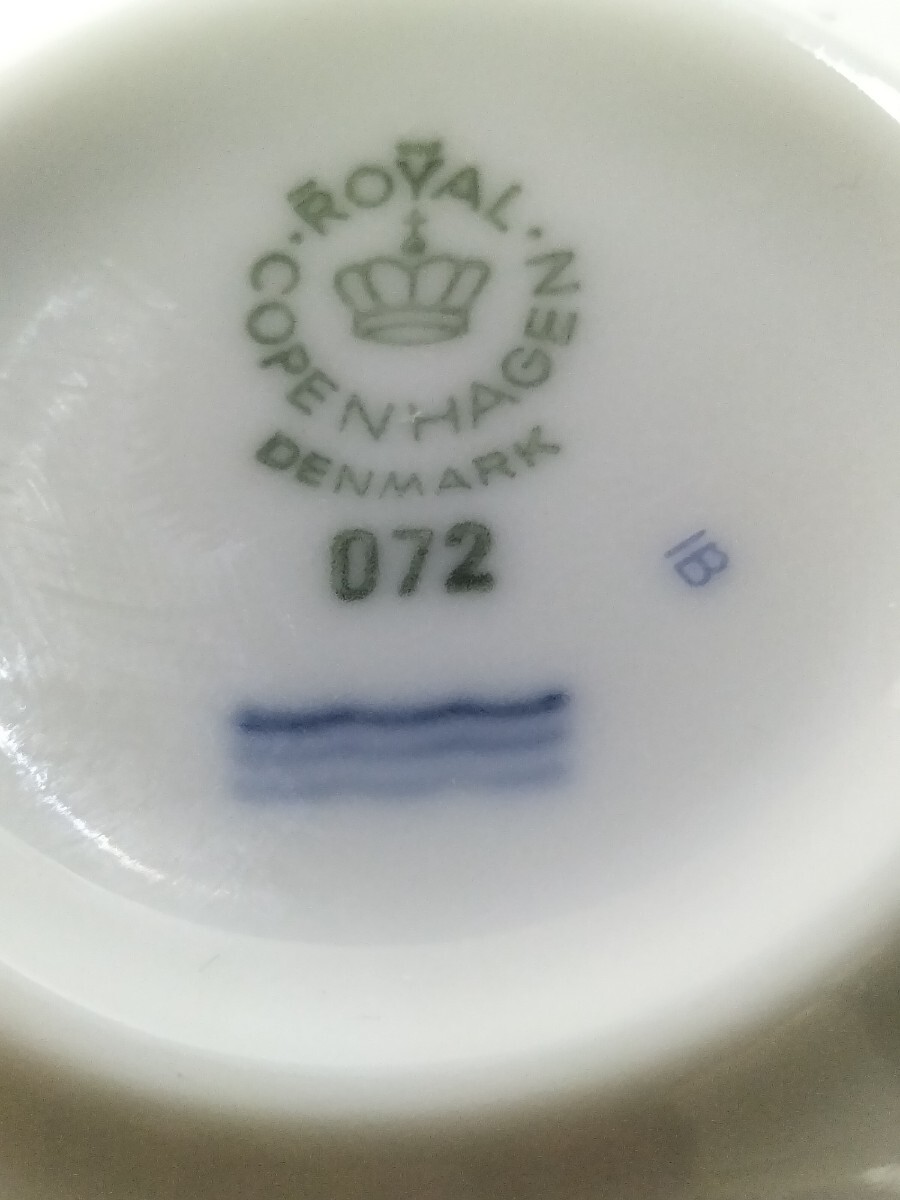 ROYAL
COPENHAGEN
DENMARK
072
IB